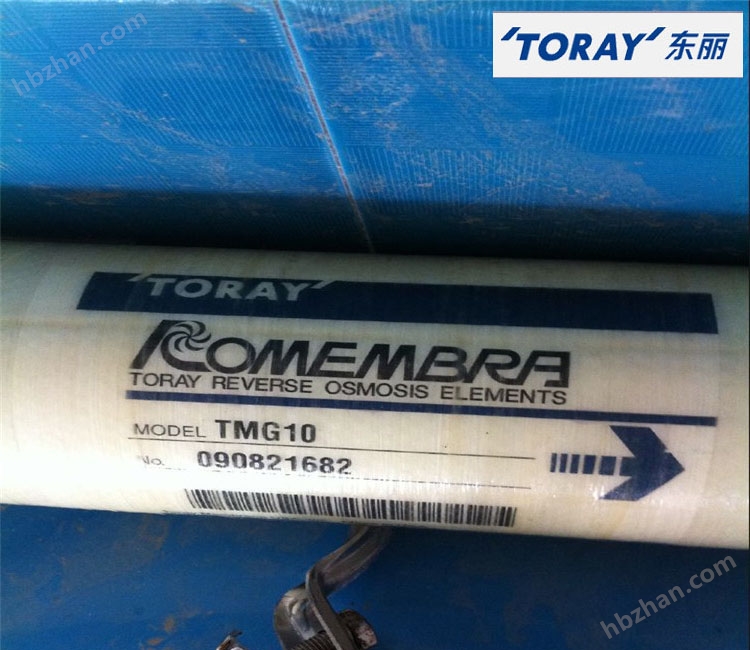 hbzhan.com
'TORAY' 东丽
'TORAY'
ROMEMBRA
TORAY REVERSE OSMOSIS ELEMENTS
MODEL TMG10
No. 090821682
hbzhan.com